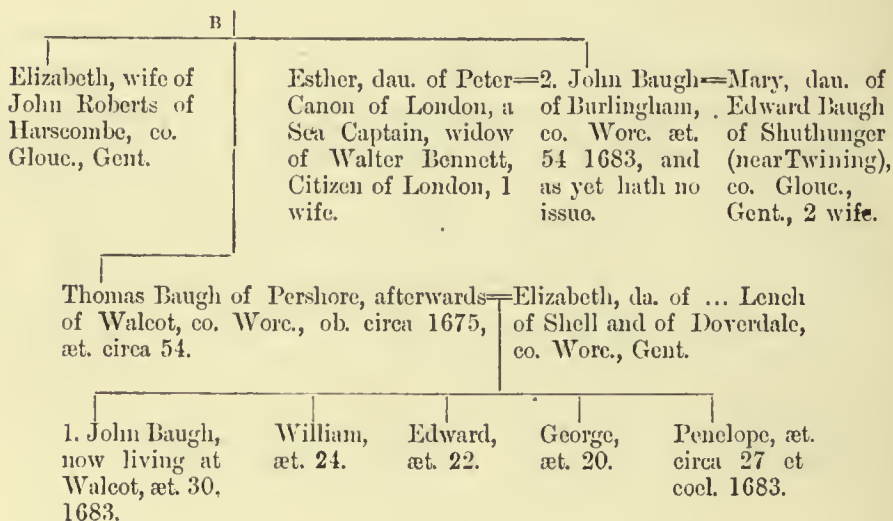 B
Elizabeth, wife of
John Roberts of
Harscombe, co.
Glouc., Gent.
Esther, dau. of Peter
Canon of London, a
Sea Captain, widow
of Walter Bennett,
Citizen of London, 1
wife.
=2. John Baugh=
of Burlingham,
co. Worc. æt.
54 1683, and
as yet hath no
issue.
Mary, dau. of
Edward Baugh
of Shuthunger
(near Twining),
co. Glouc.,
Gent., 2 wife.
Thomas Baugh of Pershore, afterwards=
of Walcot, co. Worc., ob. circa 1675,
æt. circa 54.
Elizabeth, da. of ... Lench
of Shell and of Doverdale,
co. Worc., Gent.
1. John Baugh,
now living at
Walcot, æt. 30,
1683.
William,
æt. 24.
Edward,
æt. 22.
George,
æt. 20.
Penelope, æt.
circa 27 et
coel. 1683.